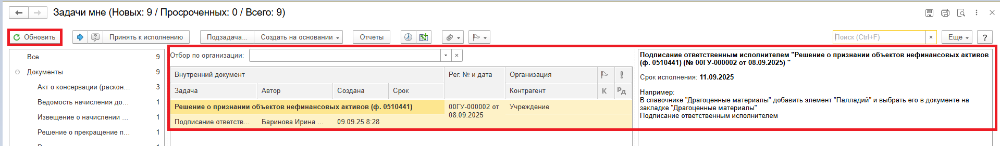 Задачи мне (Новых: 9 / Просроченных: 0 / Всего: 9)
Обновить
Принять к исполнению
Подзадача...
Создать на основании
Отчеты
Поиск (Ctrl+F)
×
Еще
?
Все 9
Документы 9
Акт о консервации (раскон... 3
Ведомость начисления до... 1
Извещение о начислении ... 1
Решение о прекращение п... 1
Отбор по организации:
Внутренний документ
Рег. № и дата
Организация
Задача
Автор
Создана
Срок
Контрагент
К
Рд
Решение о признании объектов нефинансовых активов (ф. 0510441)
00ГУ-000002 от
08.09.2025
Учреждение
Подписание ответств...
Баринова Ирина ...
09.09.25 8:28
Подписание ответственным исполнителем "Решение о признании объектов нефинансовых активов
(ф. 0510441) (№ 00ГУ-000002 от 08.09.2025) "
Срок исполнения: 11.09.2025
Например:
В спавочнике "Драгоценные материалы" добавить элемент "Палладий" и выбрать его в документе на
закладке "Драгоценные материалы"
Подписание ответственным исполнителем